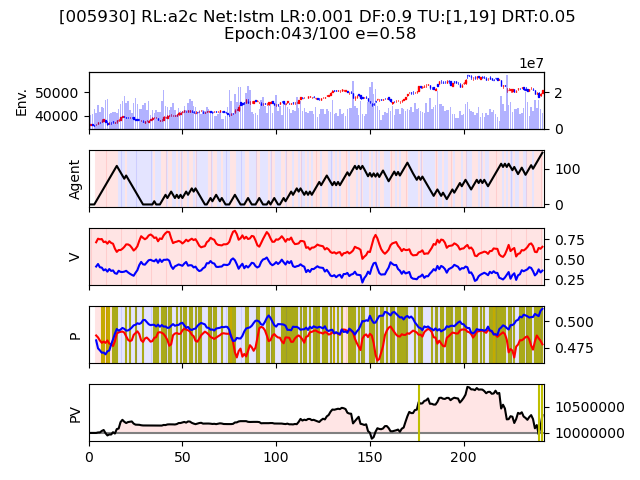 [005930] RL:a2c Net:lstm LR:0.001 DF:0.9 TU:[1,19] DRT:0.05
Epoch:043/100 e=0.58
1e7
Env.
50000
40000
2
0
Agent
100
0
V
0.75
0.50
0.25
P
0.500
0.475
PV
10500000
10000000
0 50 100 150 200